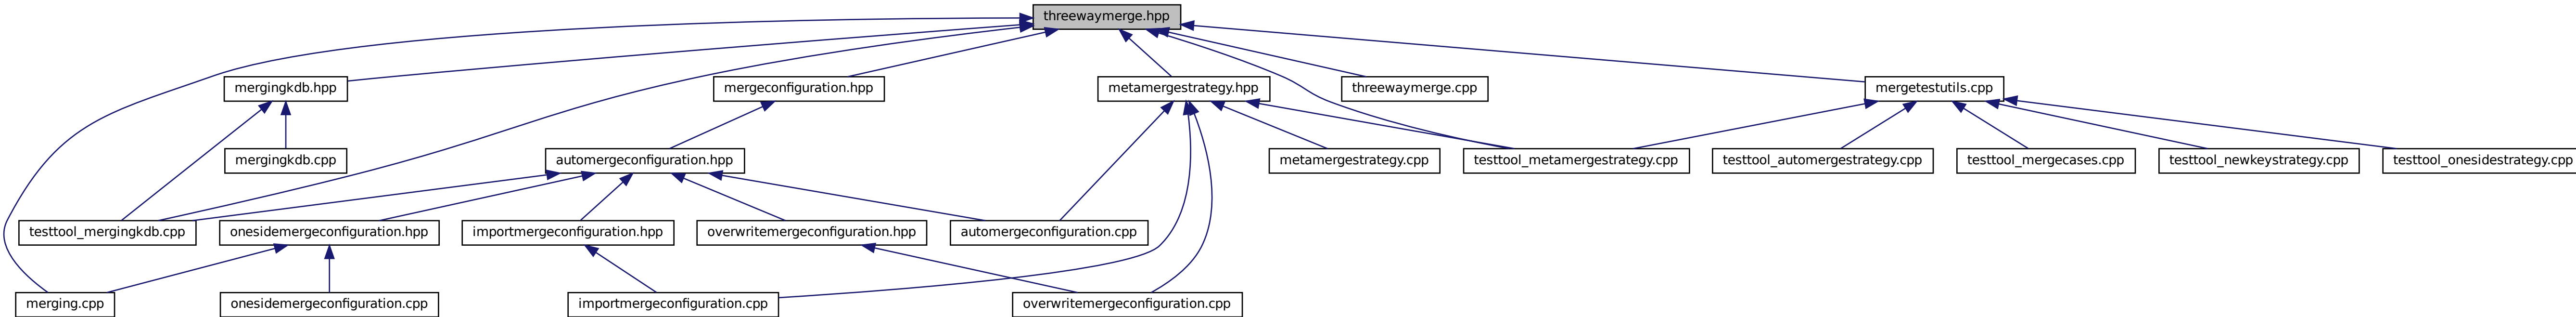 threewaymerge.hpp
mergingkdb.hpp
mergeconfiguration.hpp
metamergestrategy.hpp
threewaymerge.cpp
mergetestutils.cpp
mergingkdb.cpp
automergeconfiguration.hpp
metamergestrategy.cpp
testtool_metamergestrategy.cpp
testtool_automergestrategy.cpp
testtool_mergecases.cpp
testtool_newkeystrategy.cpp
testtool_onesidestrategy.cpp
testtool_mergingkdb.cpp
onesidemergeconfiguration.hpp
importmergeconfiguration.hpp
overwritemergeconfiguration.hpp
automergeconfiguration.cpp
merging.cpp
onesidemergeconfiguration.cpp
importmergeconfiguration.cpp
overwritemergeconfiguration.cpp